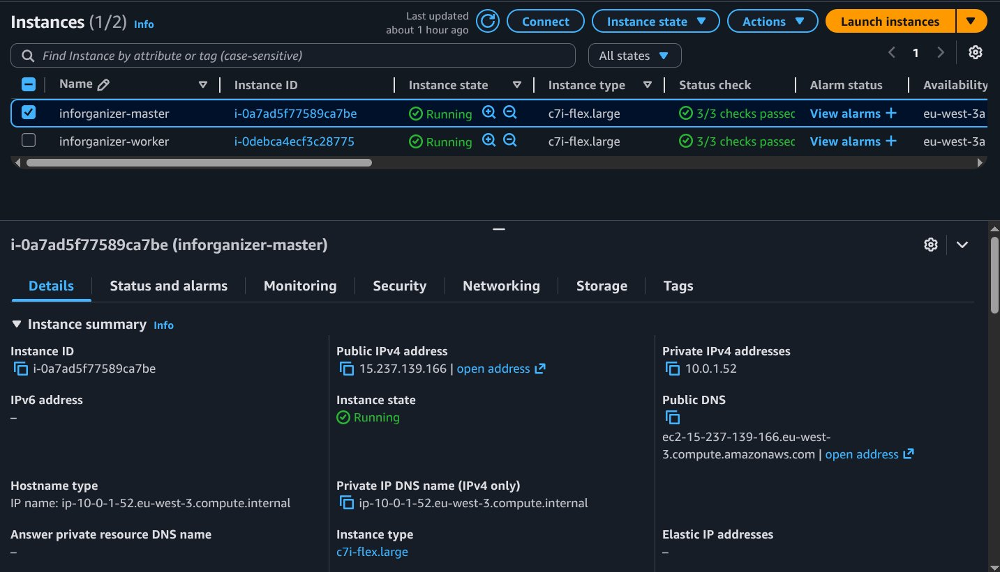 Instances (1/2) Info
Last updated
about 1 hour ago
Connect
Instance state
Actions
Launch instances
Find Instance by attribute or tag (case-sensitive)
All states
1
Name Instance ID Instance state Instance type Status check Alarm status Availability
inforganizer-master i-0a7ad5f77589ca7be Running c7i-flex.large 3/3 checks passec View alarms + eu-west-3a
inforganizer-worker i-0debca4ecf3c28775 Running c7i-flex.large 3/3 checks passec View alarms + eu-west-3a
i-0a7ad5f77589ca7be (inforganizer-master)
Details Status and alarms Monitoring Security Networking Storage Tags
Instance summary Info
Instance ID
i-0a7ad5f77589ca7be
Public IPv4 address
15.237.139.166 | open address
Private IPv4 addresses
10.0.1.52
IPv6 address
–
Instance state
Running
Public DNS
ec2-15-237-139-166.eu-west-
3.compute.amazonaws.com | open address
Hostname type
IP name: ip-10-0-1-52.eu-west-3.compute.internal
Private IP DNS name (IPv4 only)
ip-10-0-1-52.eu-west-3.compute.internal
Answer private resource DNS name
–
Instance type
c7i-flex.large
Elastic IP addresses
–